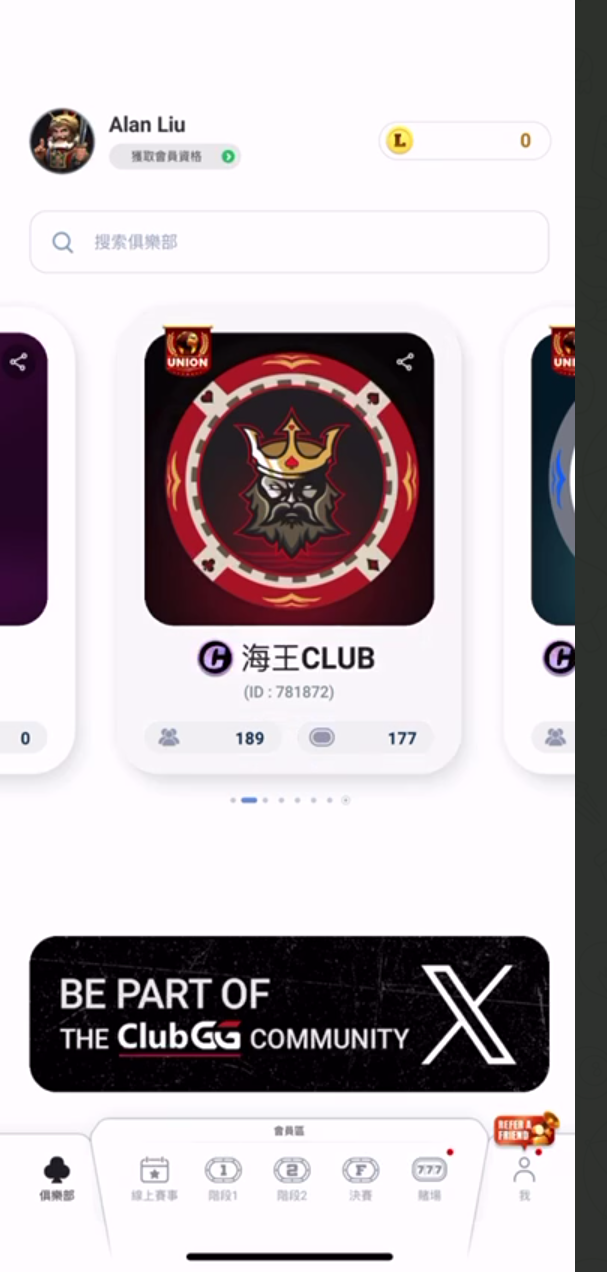 Alan Liu
獲取會員資格
L
0
搜索俱樂部
UNION
UNI
海王CLUB
(ID : 781872)
0
189
177
BE PART OF
THE ClubGG COMMUNITY
會員區
REFER A
FRIEND
1
2
F
777
俱樂部
線上賽事
階段1
階段2
決賽
賭場
我